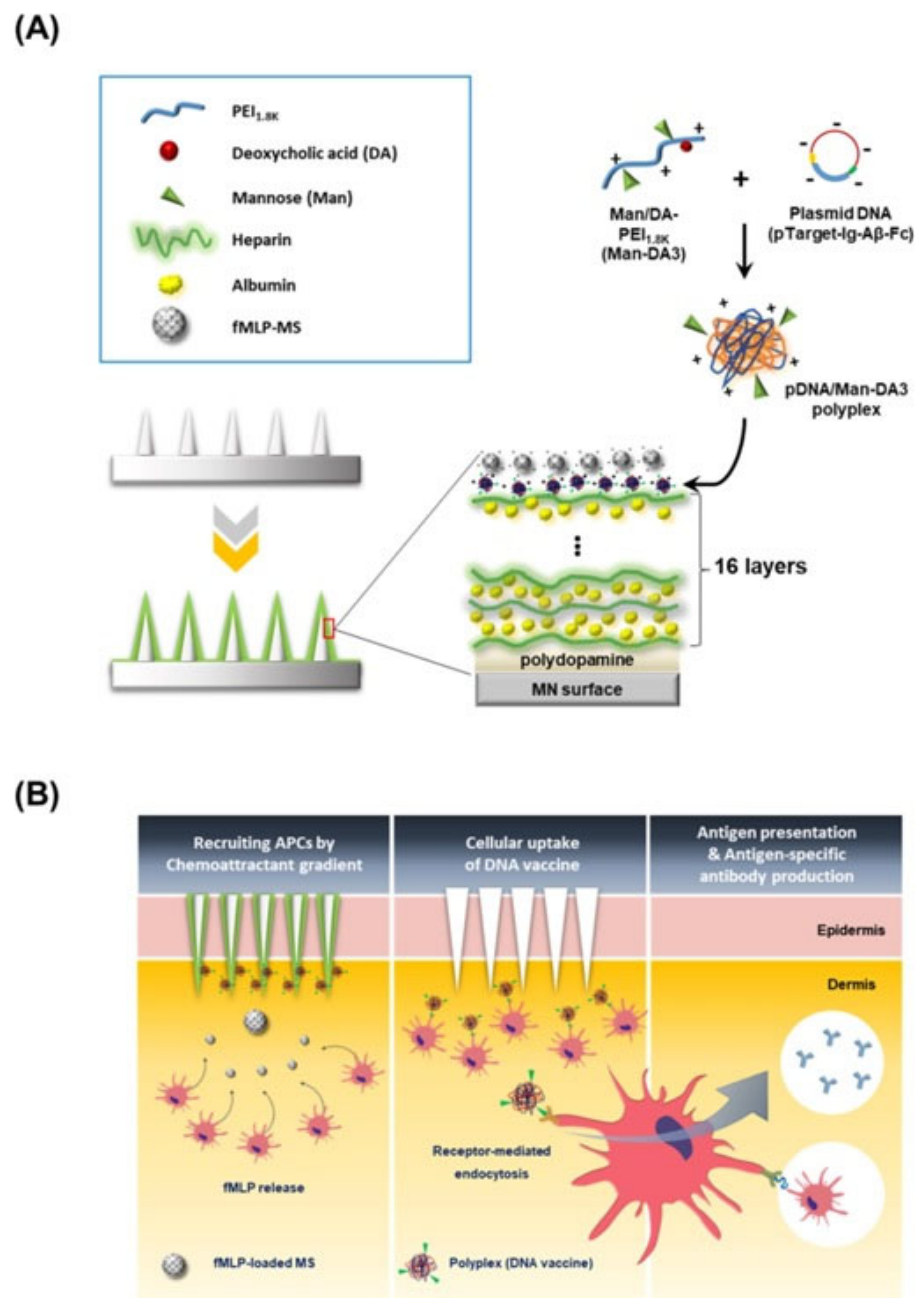 (A)
PEI1.8K
Deoxycholic acid (DA)
Mannose (Man)
Heparin
Albumin
fMLP-MS
+
+
+
+
Man/DA-
PEI1.8K
(Man-DA3)
Plasmid DNA
(pTarget-Ig-Aβ-Fc)
pDNA/Man-DA3
polyplex
16 layers
polydopamine
MN surface
(B)
Recruiting APCs by
Chemoattractant gradient
Cellular uptake
of DNA vaccine
Antigen presentation
& Antigen-specific
antibody production
Epidermis
Dermis
Receptor-mediated
endocytosis
fMLP release
fMLP-loaded MS
Polyplex (DNA vaccine)